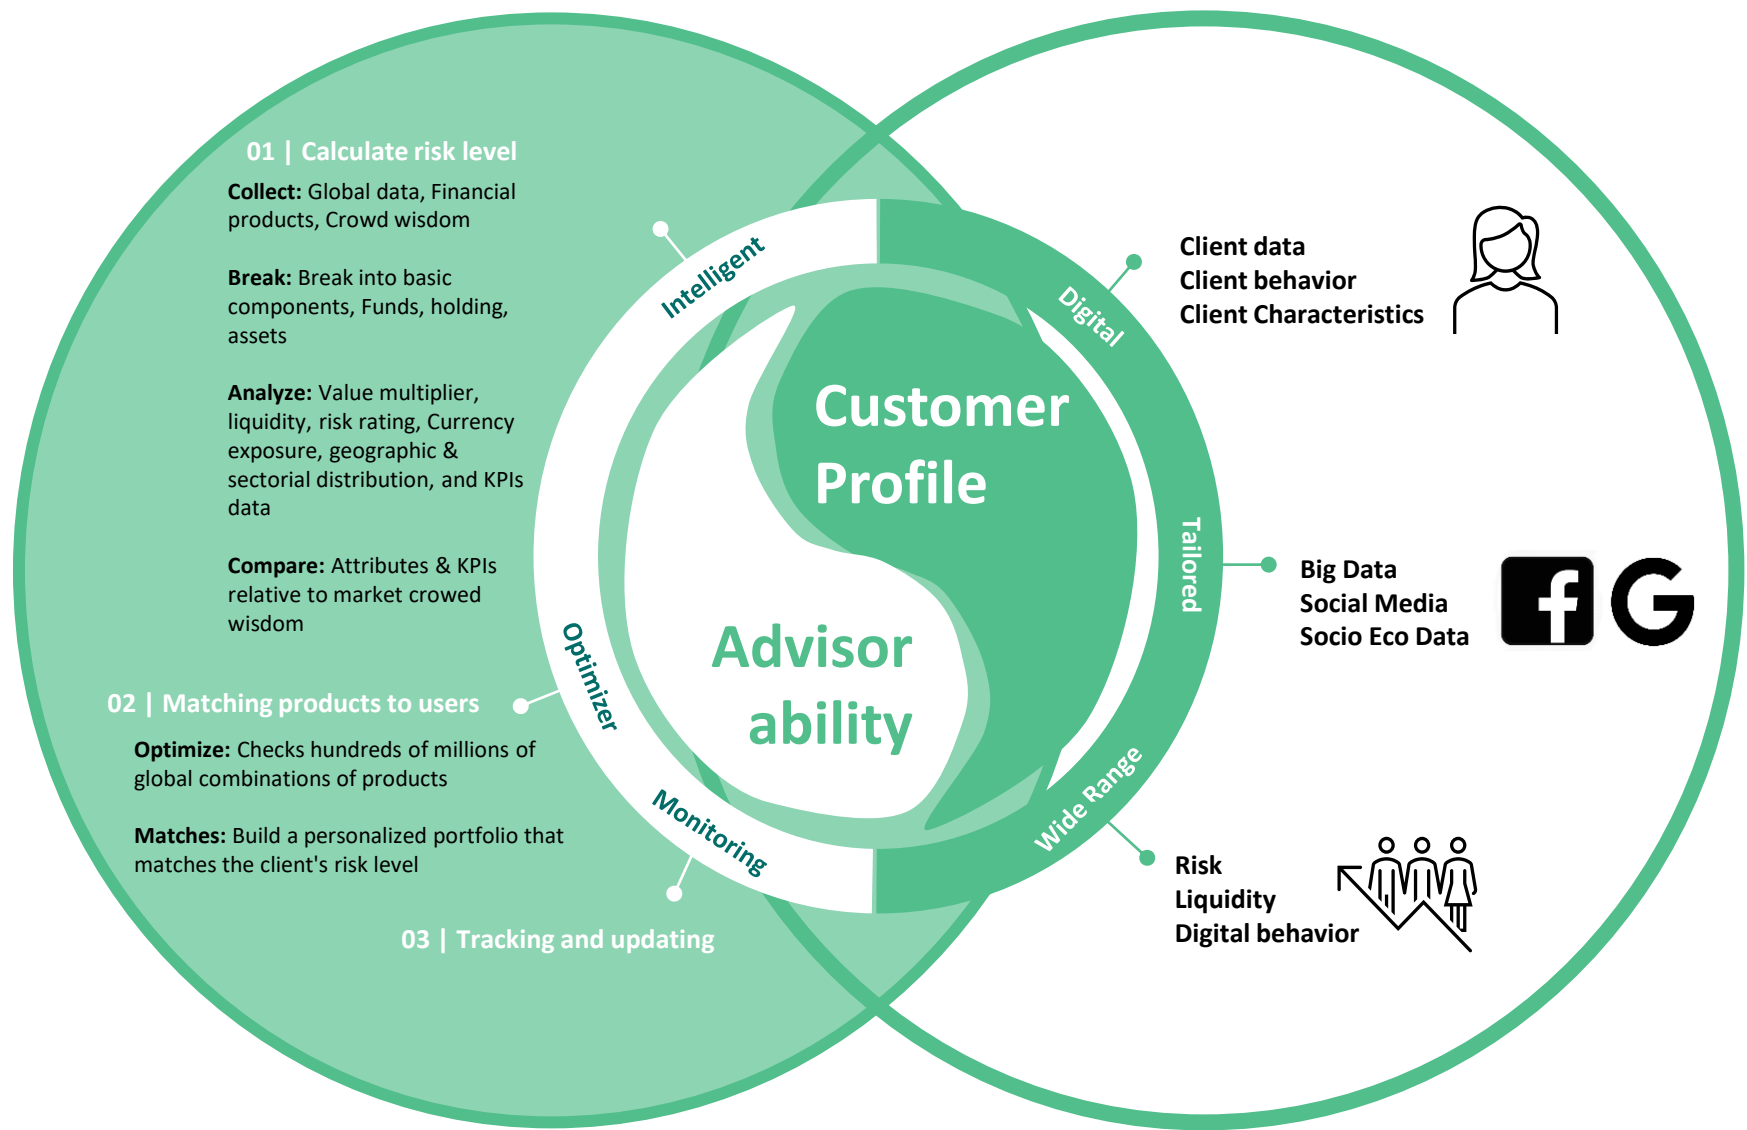 01 | Calculate risk level
Collect: Global data, Financial
products, Crowd wisdom
Break: Break into basic
components, Funds, holding,
assets
Analyze: Value multiplier,
liquidity, risk rating, Currency
exposure, geographic &
sectorial distribution, and KPIs
data
Compare: Attributes & KPIs
relative to market crowed
wisdom
02 | Matching products to users
Optimize: Checks hundreds of millions of
global combinations of products
Matches: Build a personalized portfolio that
matches the client's risk level
03 | Tracking and updating
Intelligent
Optimizer
Monitoring
Customer
Profile
Advisor
ability
Digital
Tailored
Wide Range
Client data
Client behavior
Client Characteristics
Big Data
Social Media
Socio Eco Data
f
G
Risk
Liquidity
Digital behavior